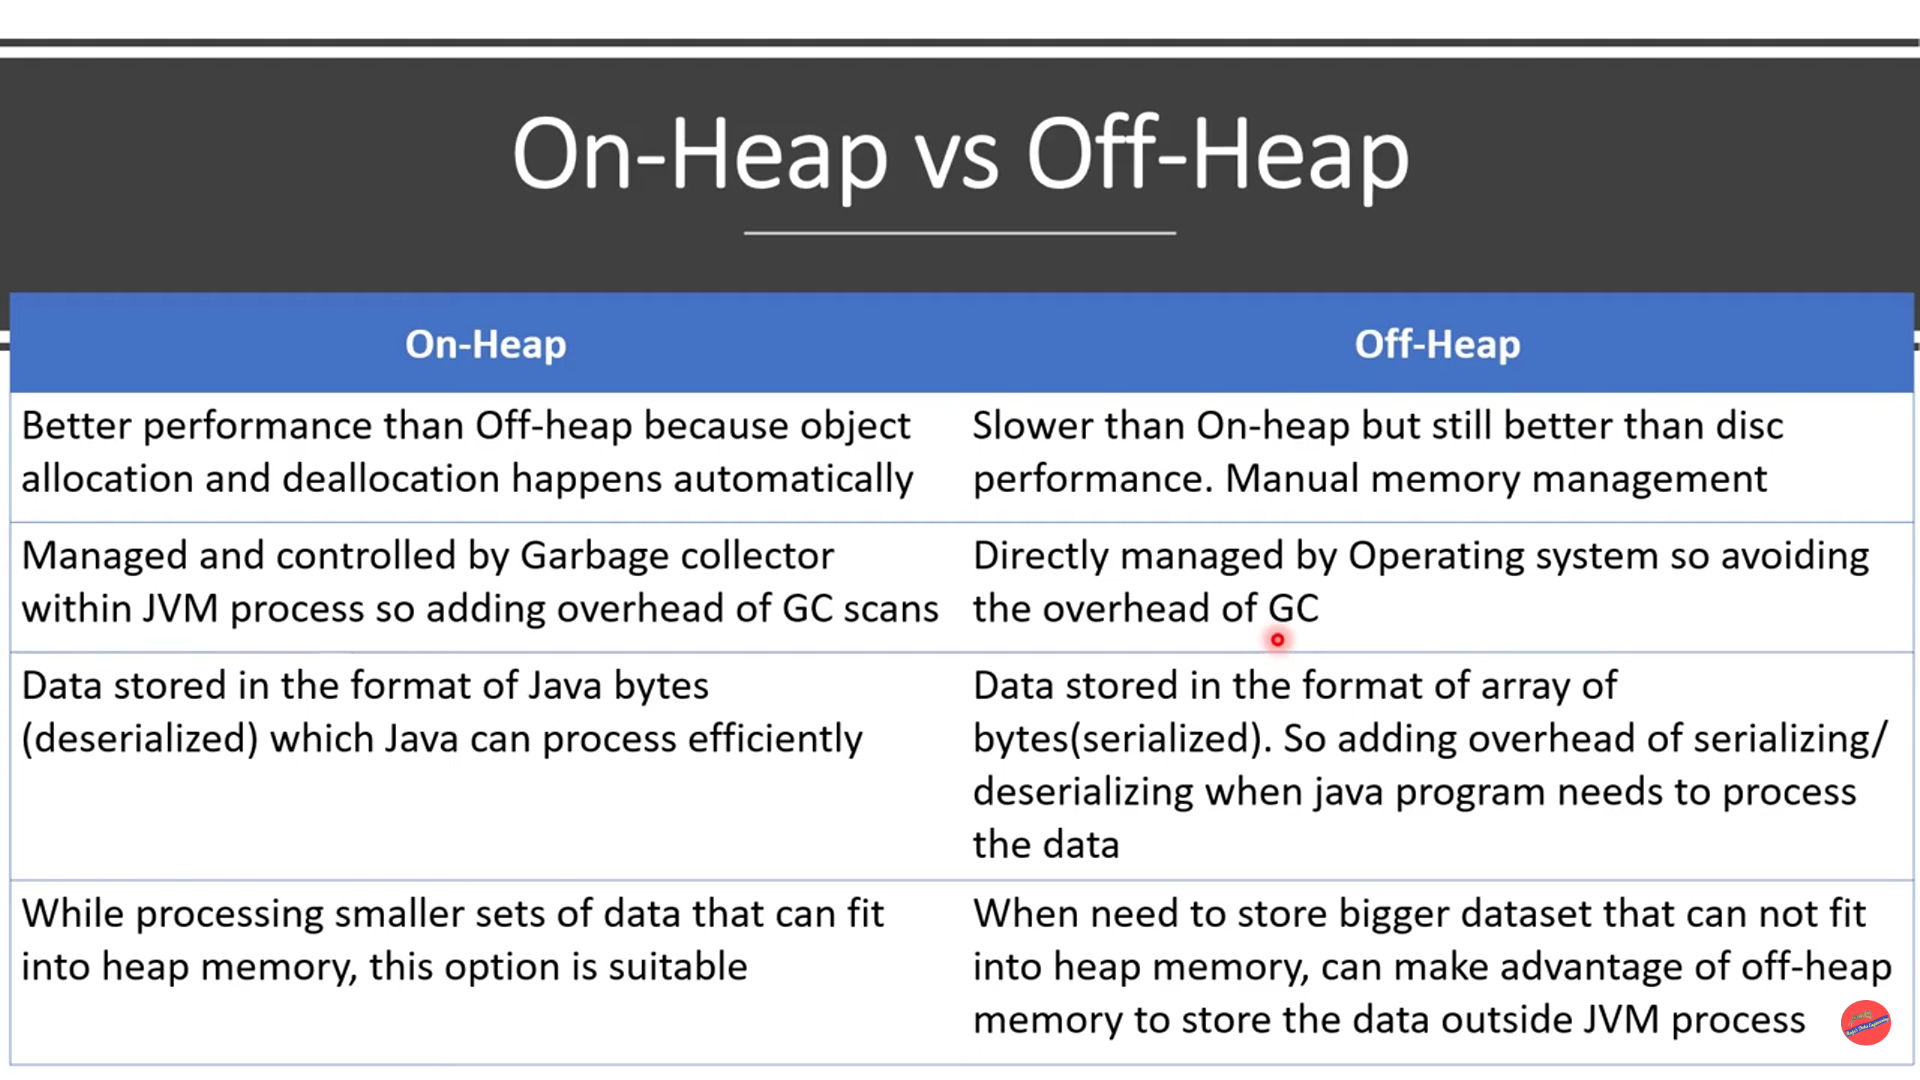 On-Heap vs Off-Heap
On-Heap
Off-Heap
Better performance than Off-heap because object
allocation and deallocation happens automatically
Slower than On-heap but still better than disc
performance. Manual memory management
Managed and controlled by Garbage collector
within JVM process so adding overhead of GC scans
Directly managed by Operating system so avoiding
the overhead of GC
Data stored in the format of Java bytes
(deserialized) which Java can process efficiently
Data stored in the format of array of
bytes(serialized). So adding overhead of serializing/
deserializing when java program needs to process
the data
While processing smaller sets of data that can fit
into heap memory, this option is suitable
When need to store bigger dataset that can not fit
into heap memory, can make advantage of off-heap
memory to store the data outside JVM process